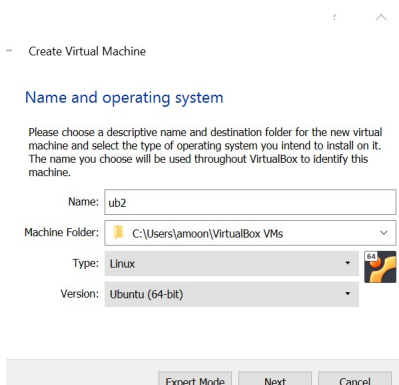 Create Virtual Machine
Name and operating system
Please choose a descriptive name and destination folder for the new virtual
machine and select the type of operating system you intend to install on it.
The name you choose will be used throughout VirtualBox to identify this
machine.
Name: ub2
Machine Folder: C:\Users\amoon\VirtualBox VMs
Type: Linux
64
Version: Ubuntu (64-bit)
Expert Mode Next Cancel